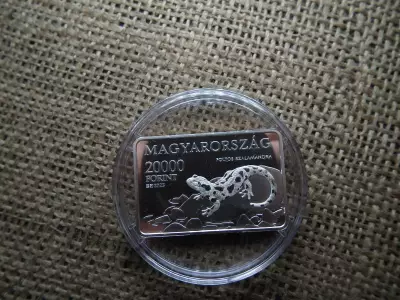 MAGYARORSZÁG
20000
FORINT
FOLTOS SZALAMANDRA